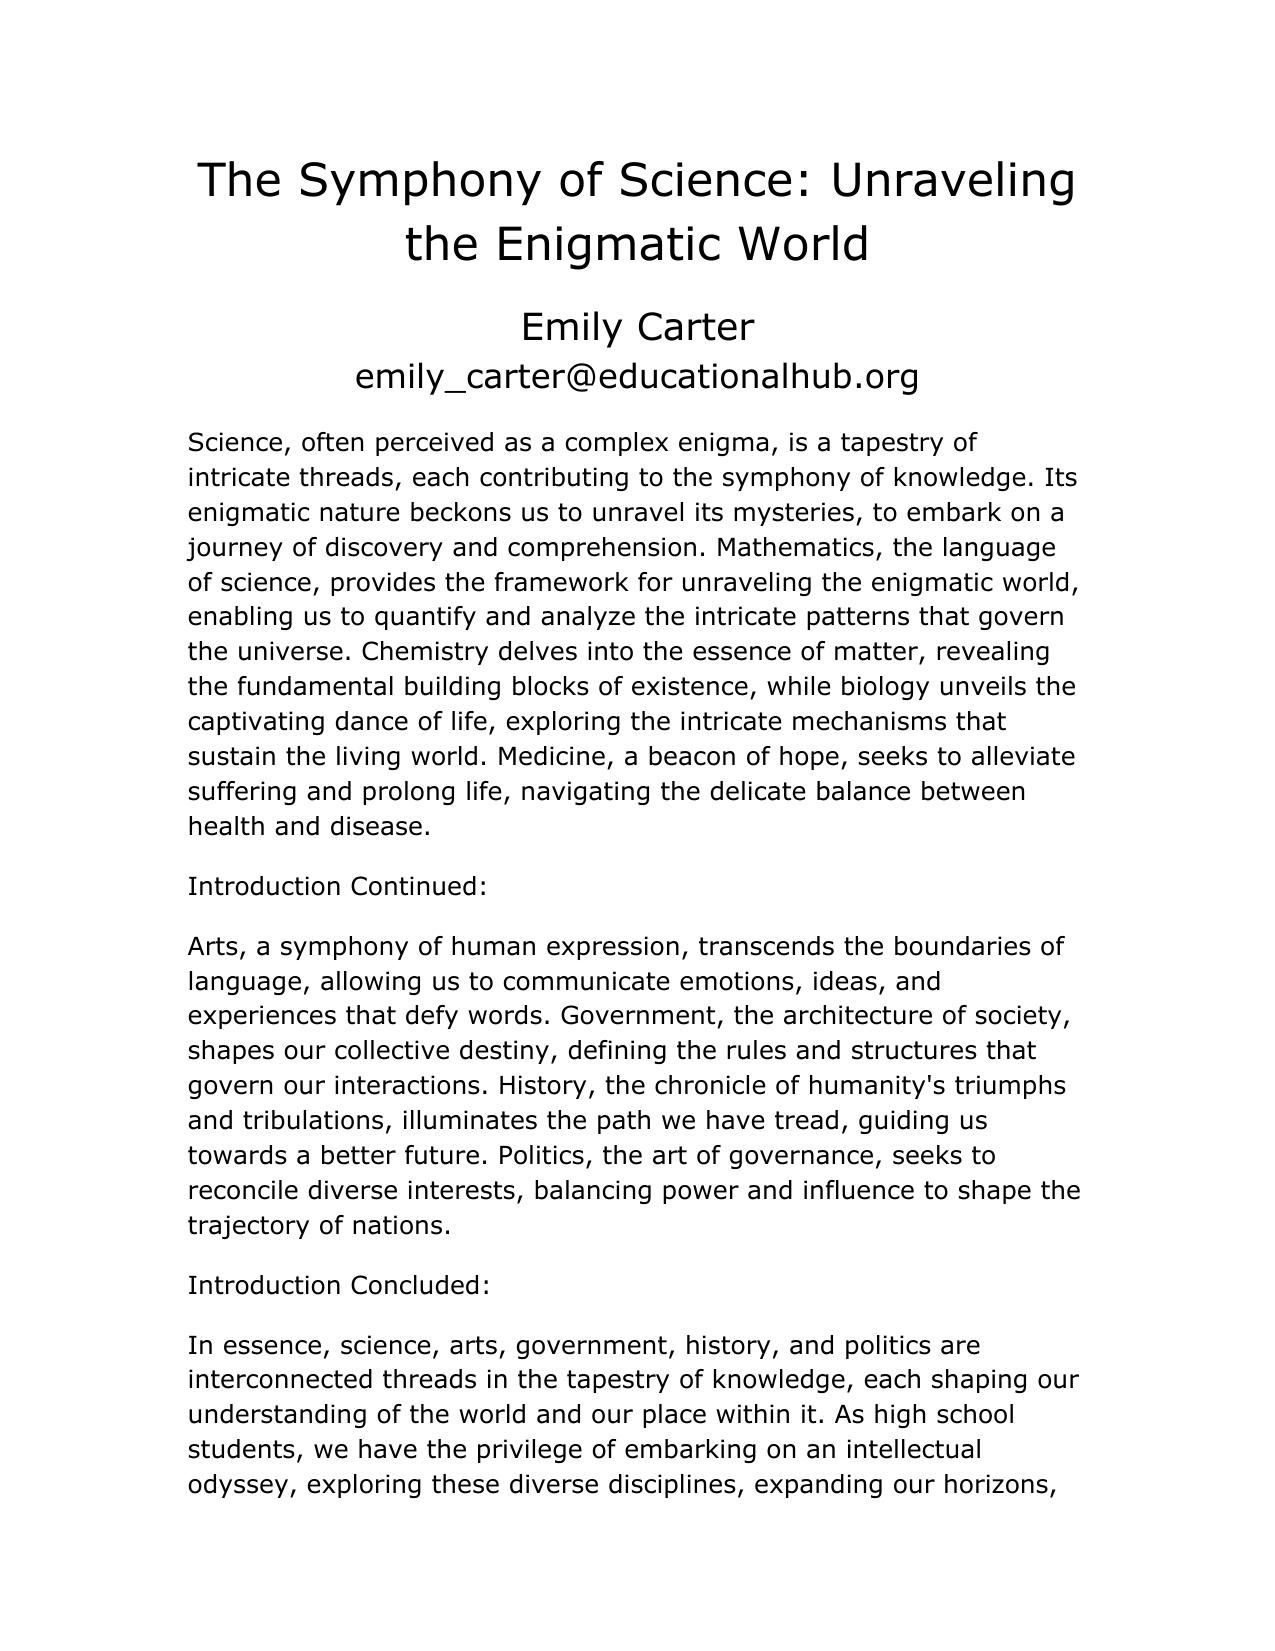 The Symphony of Science: Unraveling
the Enigmatic World
Emily Carter
emily_carter@educationalhub.org
Science, often perceived as a complex enigma, is a tapestry of
intricate threads, each contributing to the symphony of knowledge. Its
enigmatic nature beckons us to unravel its mysteries, to embark on a
journey of discovery and comprehension. Mathematics, the language
of science, provides the framework for unraveling the enigmatic world,
enabling us to quantify and analyze the intricate patterns that govern
the universe. Chemistry delves into the essence of matter, revealing
the fundamental building blocks of existence, while biology unveils the
captivating dance of life, exploring the intricate mechanisms that
sustain the living world. Medicine, a beacon of hope, seeks to alleviate
suffering and prolong life, navigating the delicate balance between
health and disease.
Introduction Continued:
Arts, a symphony of human expression, transcends the boundaries of
language, allowing us to communicate emotions, ideas, and
experiences that defy words. Government, the architecture of society,
shapes our collective destiny, defining the rules and structures that
govern our interactions. History, the chronicle of humanity's triumphs
and tribulations, illuminates the path we have tread, guiding us
towards a better future. Politics, the art of governance, seeks to
reconcile diverse interests, balancing power and influence to shape the
trajectory of nations.
Introduction Concluded:
In essence, science, arts, government, history, and politics are
interconnected threads in the tapestry of knowledge, each shaping our
understanding of the world and our place within it. As high school
students, we have the privilege of embarking on an intellectual
odyssey, exploring these diverse disciplines, expanding our horizons,